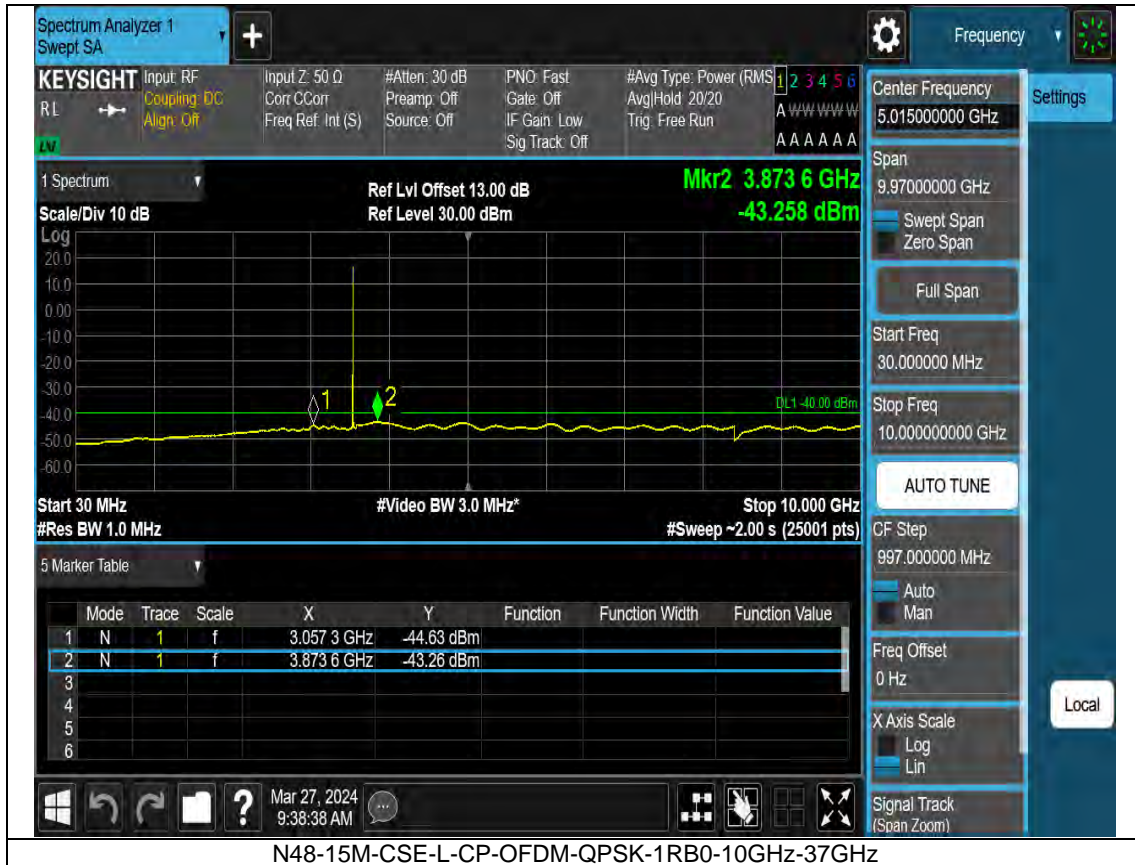 Spectrum Analyzer 1
Swept SA
+
Frequency
KEYSIGHT Input: RF Input Z: 50 Ω #Atten: 30 dB PNO: Fast #Avg Type: Power (RMS 1 2 3 4 5 6
RL Coupling: DC Corr CCorr Preamp: Off Gate: Off Avg|Hold: 20/20 A W W W W W
Align: Off Freq Ref: Int (S) Source: Off IF Gain: Low Trig: Free Run
Sig Track: Off A A A A A A
Center Frequency
5.015000000 GHz
Settings
Span
9.97000000 GHz
Swept Span
Zero Span
Full Span
Start Freq
30.000000 MHz
Stop Freq
10.000000000 GHz
AUTO TUNE
CF Step
997.000000 MHz
Auto
Man
Freq Offset
0 Hz
X Axis Scale
Log
Lin
Signal Track
(Span Zoom)
Local
1 Spectrum
Ref Lvl Offset 13.00 dB
Mkr2 3.873 6 GHz
Scale/Div 10 dB
Ref Level 30.00 dBm
-43.258 dBm
Log
20.0
10.0
0.00
-10.0
-20.0
-30.0
-40.0
-50.0
-60.0
1
2
DL1 -40.00 dBm
Start 30 MHz #Video BW 3.0 MHz* Stop 10.000 GHz
#Res BW 1.0 MHz #Sweep ~2.00 s (25001 pts)
5 Marker Table
Mode Trace Scale X Y Function Function Width Function Value
1 N 1 f 3.057 3 GHz -44.63 dBm
2 N 1 f 3.873 6 GHz -43.26 dBm
3
4
5
6
?
Mar 27, 2024
9:38:38 AM
N48-15M-CSE-L-CP-OFDM-QPSK-1RB0-10GHz-37GHz